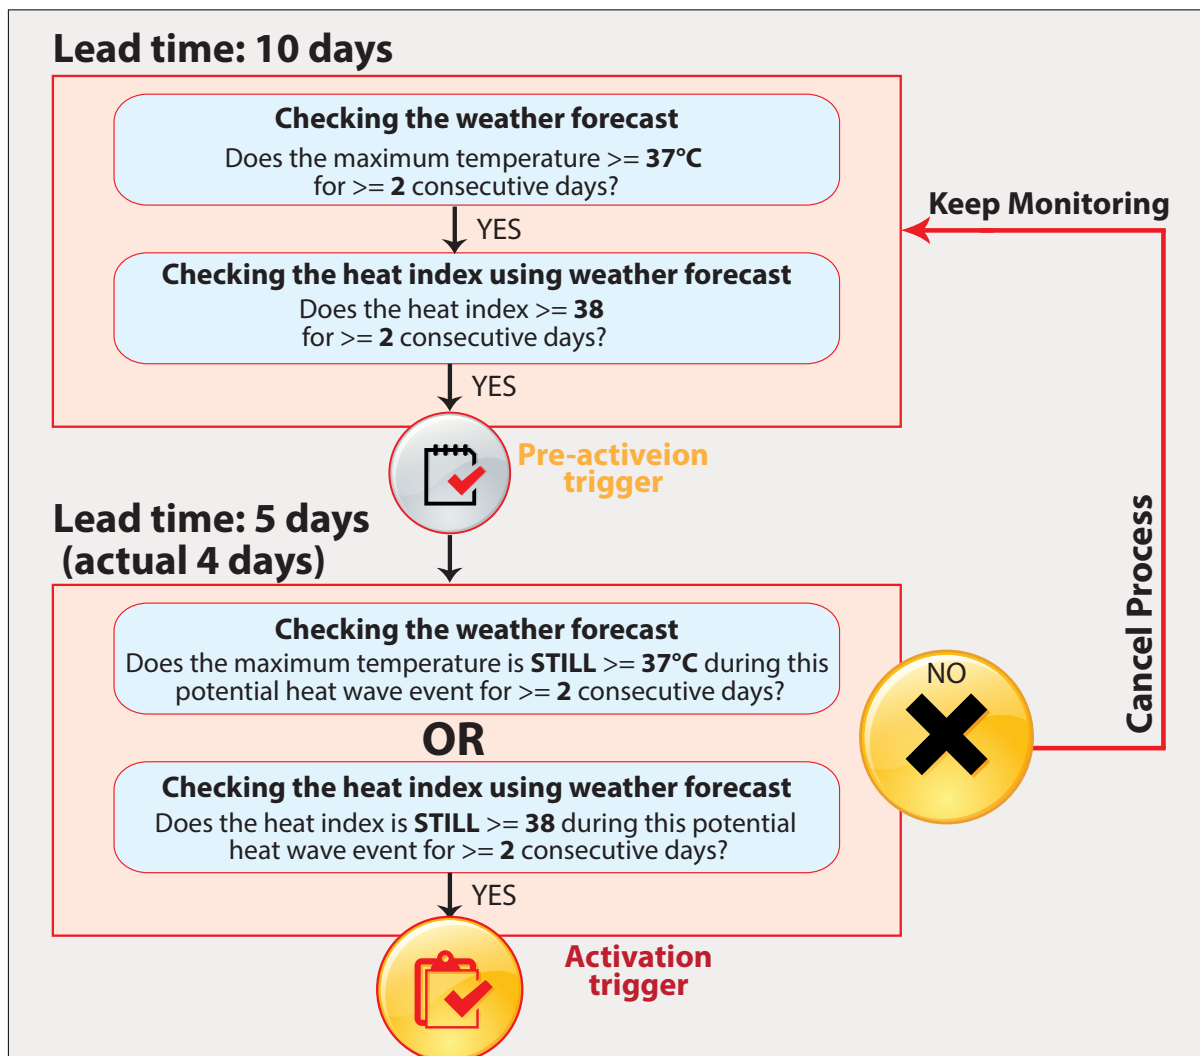 Lead time: 10 days
Checking the weather forecast
Does the maximum temperature >= 37°C
for >= 2 consecutive days?
YES
Checking the heat index using weather forecast
Does the heat index >= 38
for >= 2 consecutive days?
YES
Pre-activeion
trigger
Keep Monitoring
Cancel Process
Lead time: 5 days
(actual 4 days)
Checking the weather forecast
Does the maximum temperature is STILL >= 37°C during this
potential heat wave event for >= 2 consecutive days?
OR
Checking the heat index using weather forecast
Does the heat index is STILL >= 38 during this potential
heat wave event for >= 2 consecutive days?
NO
YES
Activation
trigger